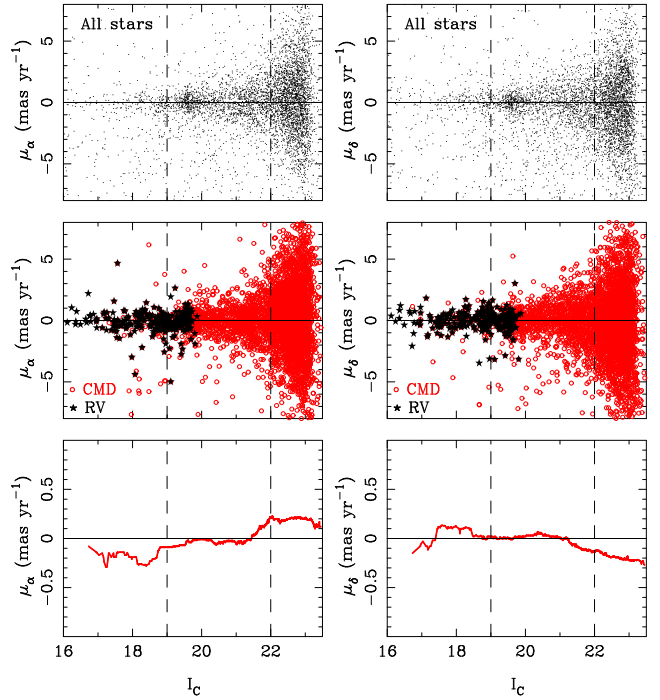 All stars
μα (mas yr⁻¹)
5
0
−5
All stars
μδ (mas yr⁻¹)
5
0
−5
μα (mas yr⁻¹)
5
0
−5
CMD
RV
μδ (mas yr⁻¹)
5
0
−5
CMD
RV
μα (mas yr⁻¹)
0.5
0
−0.5
16 18 20 22
I_C
μδ (mas yr⁻¹)
0.5
0
−0.5
16 18 20 22
I_C